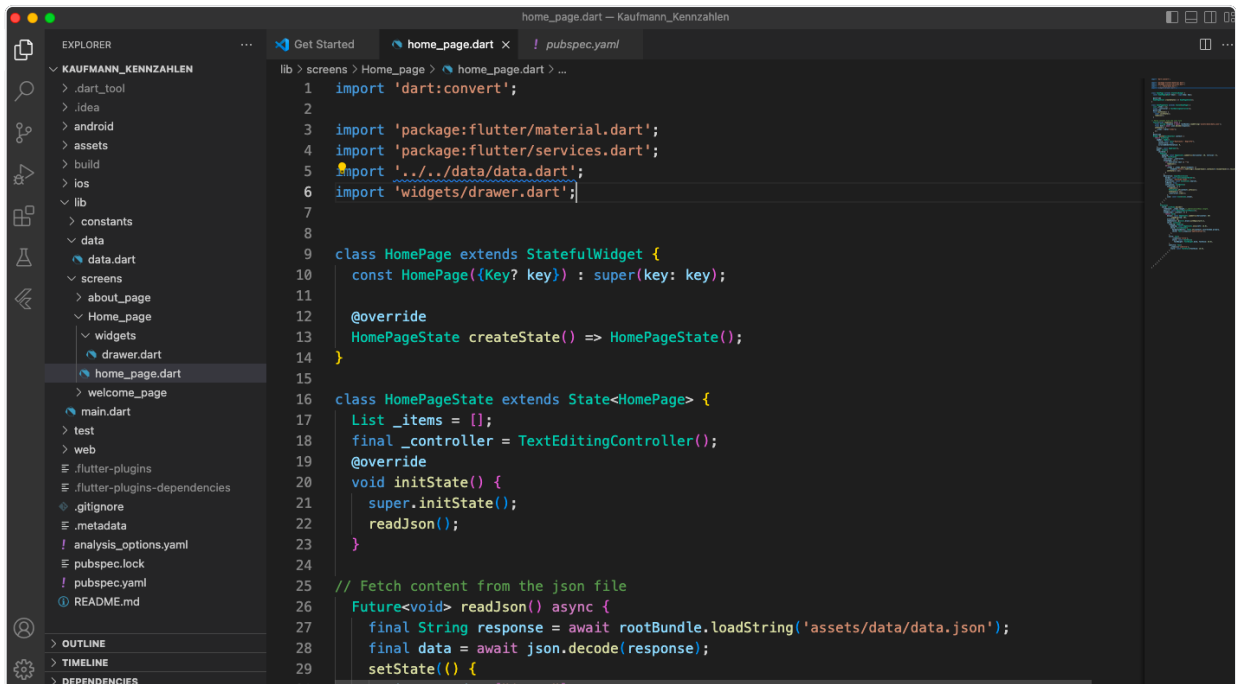 home_page.dart — Kaufmann_Kennzahlen
EXPLORER
KAUFMANN_KENNZAHLEN
.dart_tool
.idea
android
assets
build
ios
lib
constants
data
data.dart
screens
about_page
Home_page
widgets
drawer.dart
home_page.dart
welcome_page
main.dart
test
web
.flutter-plugins
.flutter-plugins-dependencies
.gitignore
.metadata
! analysis_options.yaml
pubspec.lock
! pubspec.yaml
README.md
OUTLINE
TIMELINE
DEPENDENCIES
Get Started
home_page.dart ×
! pubspec.yaml
lib > screens > Home_page > home_page.dart > ...
1 import 'dart:convert';
2
3 import 'package:flutter/material.dart';
4 import 'package:flutter/services.dart';
5 import '../../data/data.dart';
6 import 'widgets/drawer.dart';
7
8
9 class HomePage extends StatefulWidget {
10 const HomePage({Key? key}) : super(key: key);
11
12 @override
13 HomePageState createState() => HomePageState();
14 }
15
16 class HomePageState extends State<HomePage> {
17 List _items = [];
18 final _controller = TextEditingController();
19 @override
20 void initState() {
21 super.initState();
22 readJson();
23 }
24
25 // Fetch content from the json file
26 Future<void> readJson() async {
27 final String response = await rootBundle.loadString('assets/data/data.json');
28 final data = await json.decode(response);
29 setState(() {